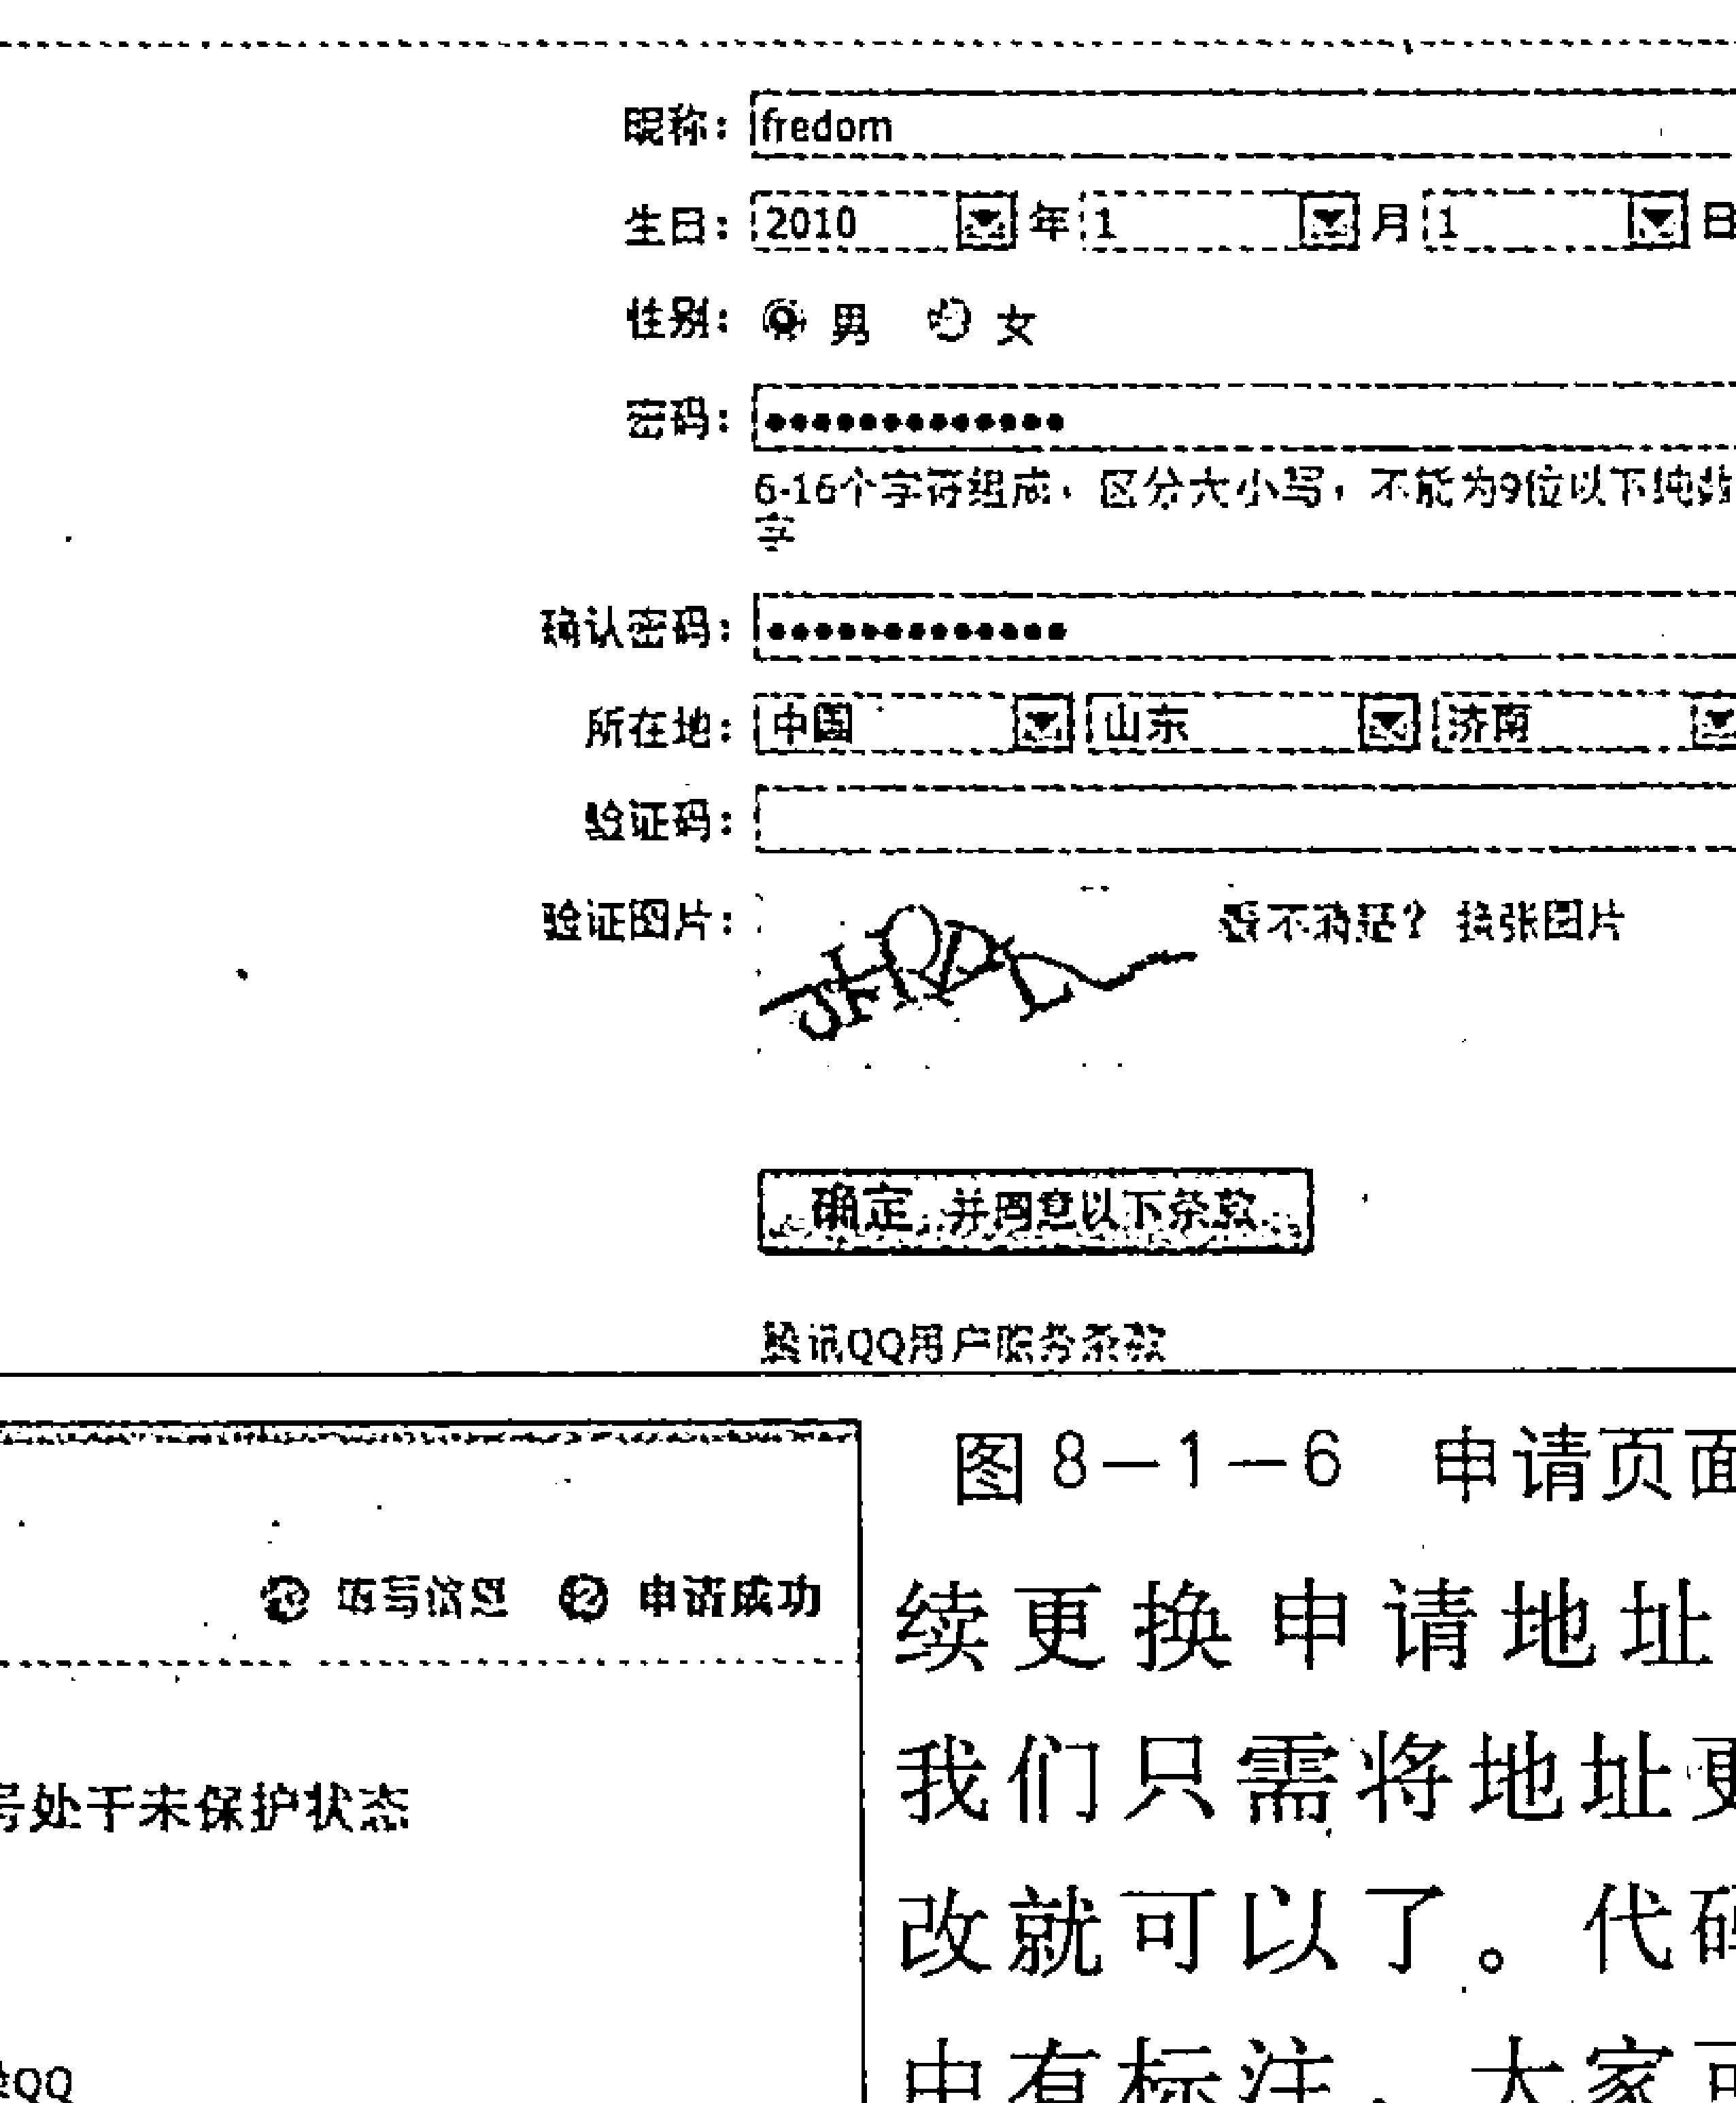 昵称: fredom
生日: 2010 年 1 月 1 日
性别: 男 女
密码: ●●●●●●●●●●●●●
6-16个字符组成，区分大小写，不能为9位以下纯数
字
确认密码: ●●●●●●●●●●●●●
所在地: 中国 山东 济南
验证码:
验证图片: 看不清楚？ 换张图片
确定，并同意以下条款
腾讯QQ用户服务条款
填写信息 申请成功
号处于未保护状态
QQ
图8-1-6 申请页面
续更换申请地址
我们只需将地址更
改就可以了。代码
中有标注，大家可